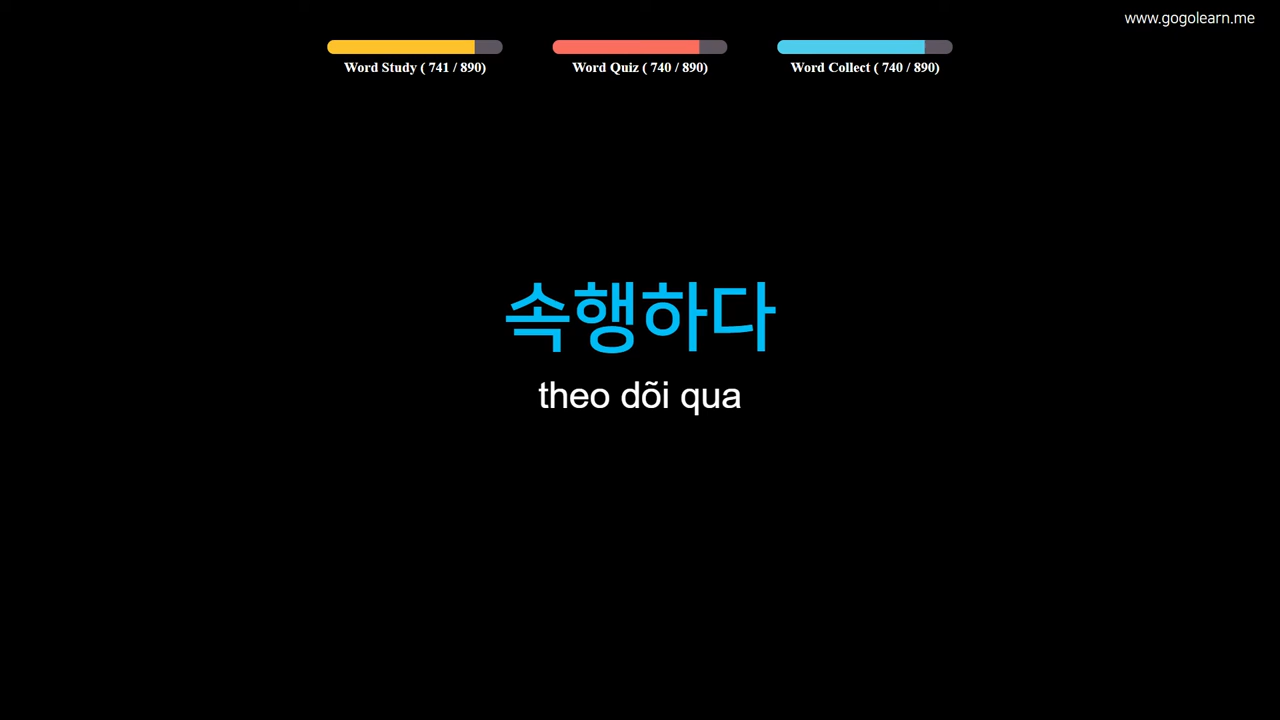 www.gogolearn.me
Word Study ( 741 / 890)
Word Quiz ( 740 / 890)
Word Collect ( 740 / 890)
속행하다
theo dõi qua